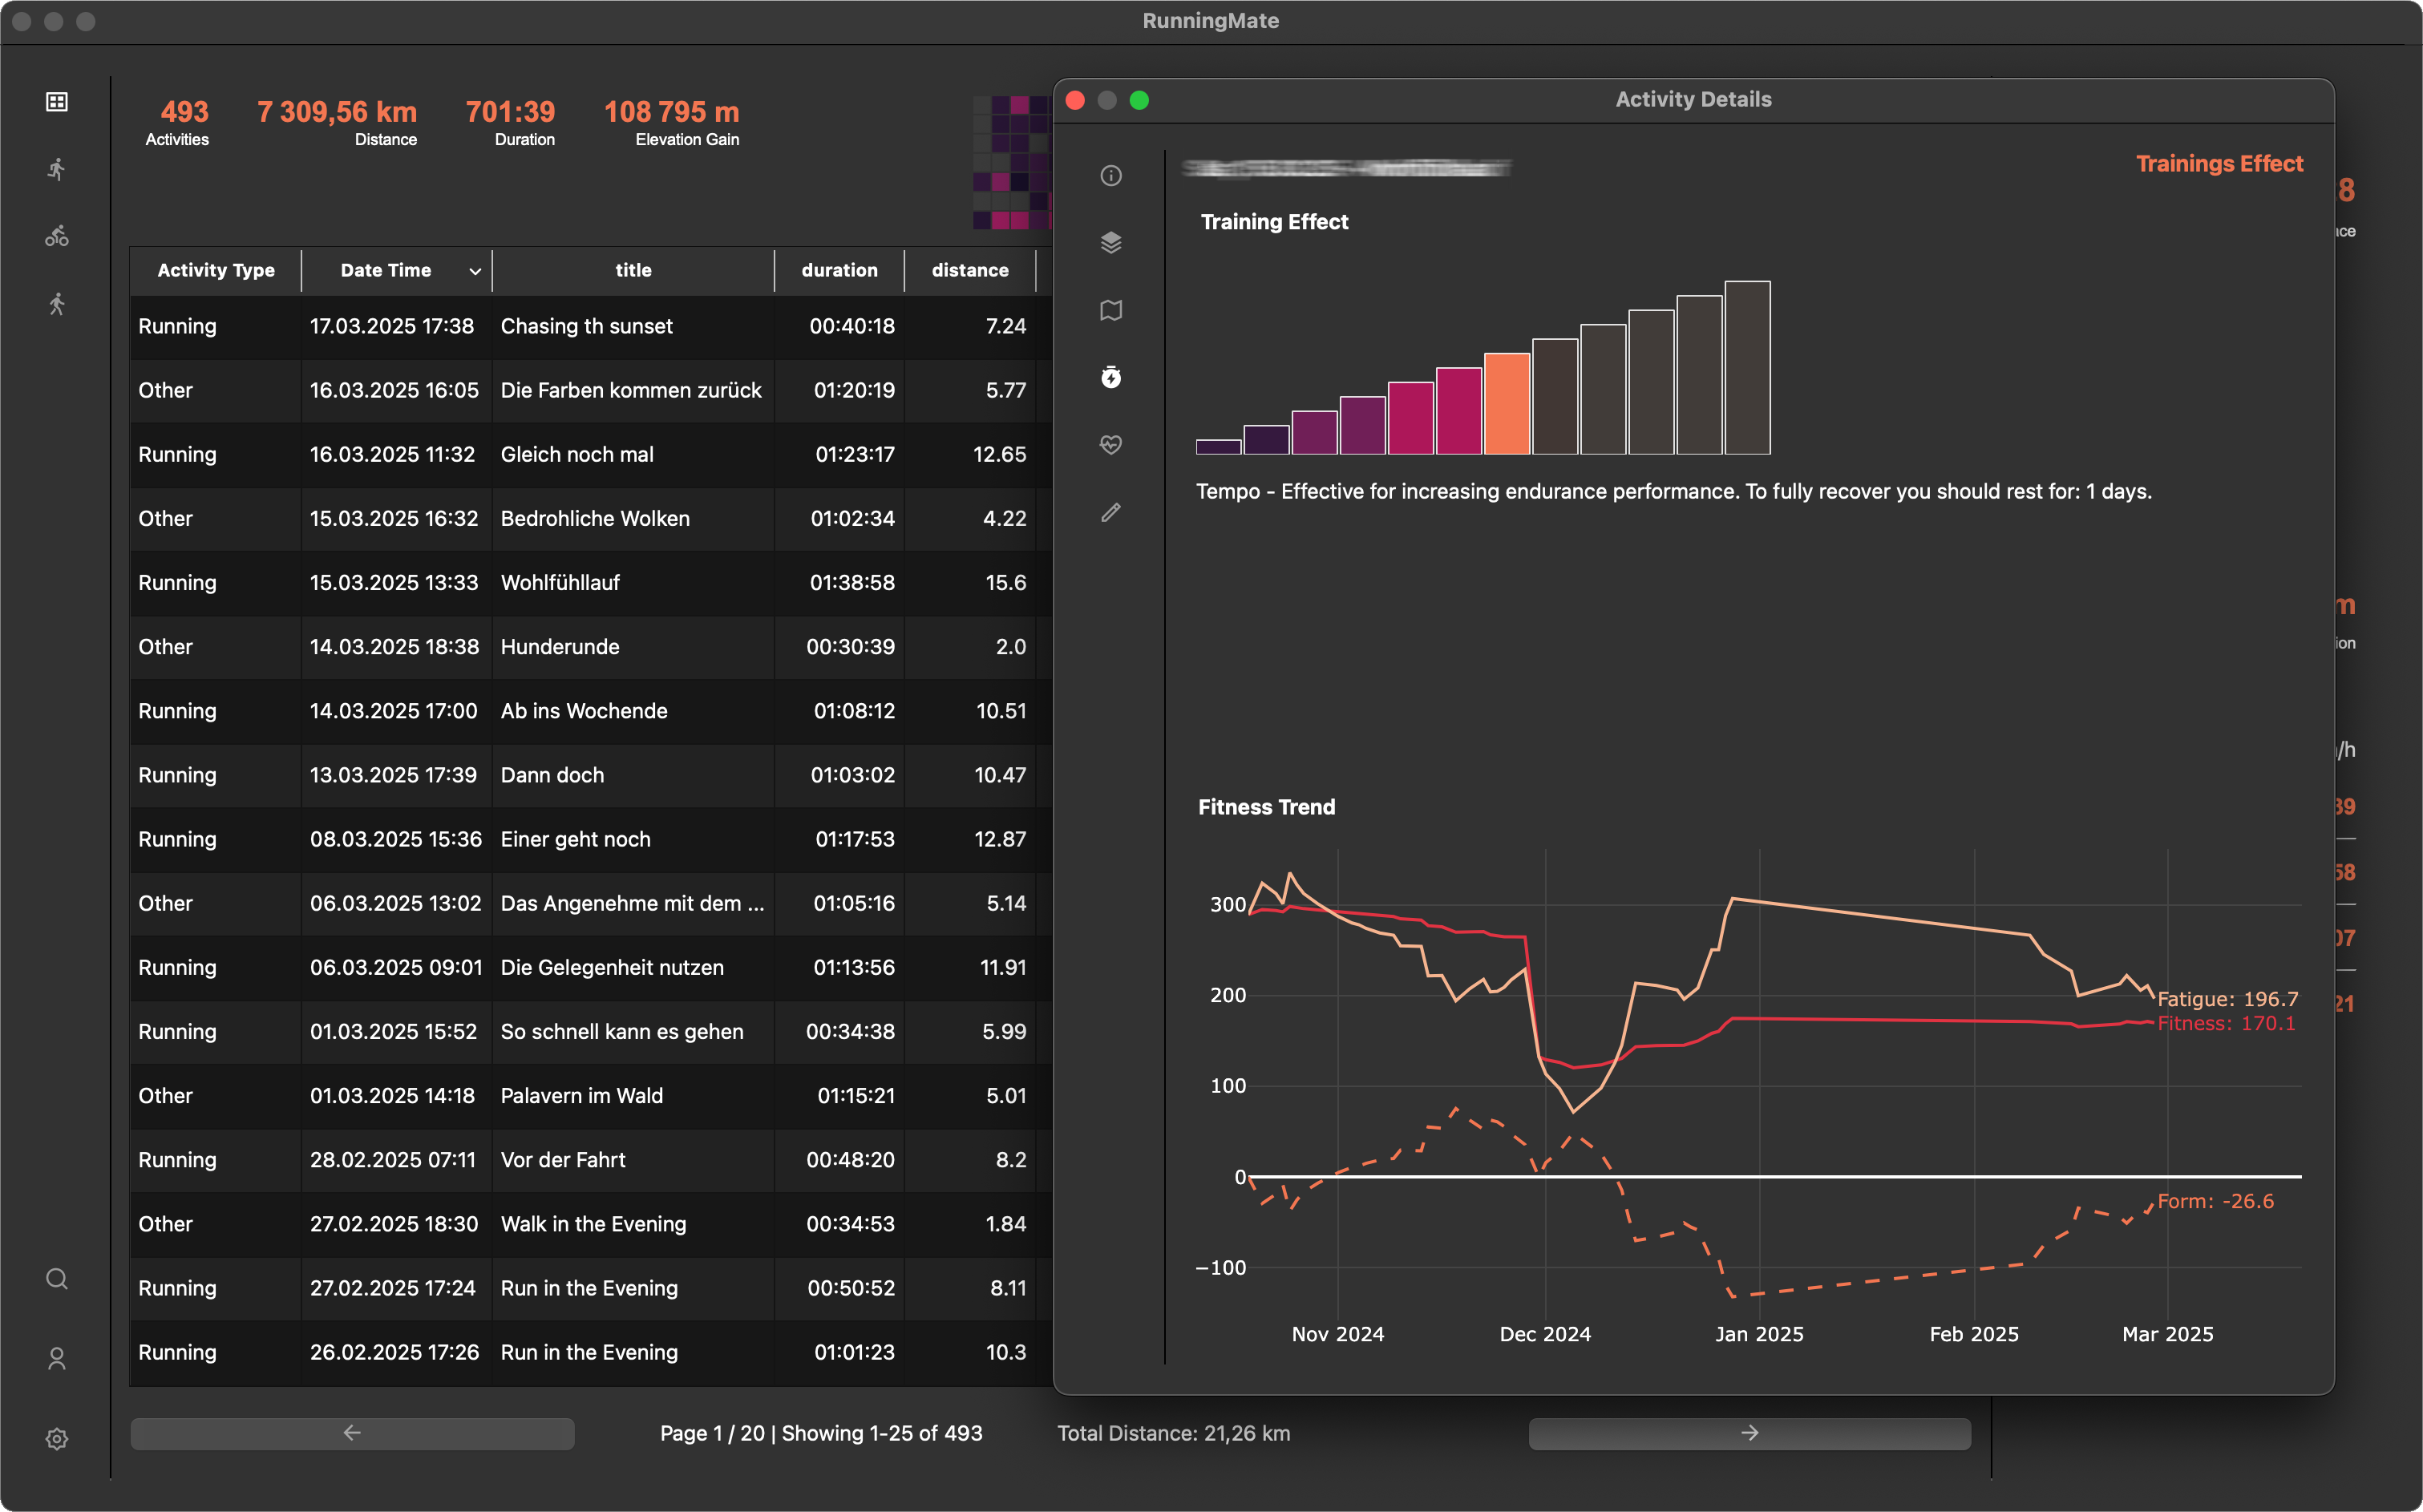 RunningMate
493 7 309,56 km 701:39 108 795 m
Activities Distance Duration Elevation Gain
Activity Type Date Time title duration distance
Running 17.03.2025 17:38 Chasing th sunset 00:40:18 7.24
Other 16.03.2025 16:05 Die Farben kommen zurück 01:20:19 5.77
Running 16.03.2025 11:32 Gleich noch mal 01:23:17 12.65
Other 15.03.2025 16:32 Bedrohliche Wolken 01:02:34 4.22
Running 15.03.2025 13:33 Wohlfühllauf 01:38:58 15.6
Other 14.03.2025 18:38 Hunderunde 00:30:39 2.0
Running 14.03.2025 17:00 Ab ins Wochende 01:08:12 10.51
Running 13.03.2025 17:39 Dann doch 01:03:02 10.47
Running 08.03.2025 15:36 Einer geht noch 01:17:53 12.87
Other 06.03.2025 13:02 Das Angenehme mit dem ... 01:05:16 5.14
Running 06.03.2025 09:01 Die Gelegenheit nutzen 01:13:56 11.91
Running 01.03.2025 15:52 So schnell kann es gehen 00:34:38 5.99
Other 01.03.2025 14:18 Palavern im Wald 01:15:21 5.01
Running 28.02.2025 07:11 Vor der Fahrt 00:48:20 8.2
Other 27.02.2025 18:30 Walk in the Evening 00:34:53 1.84
Running 27.02.2025 17:24 Run in the Evening 00:50:52 8.11
Running 26.02.2025 17:26 Run in the Evening 01:01:23 10.3
Page 1 / 20 | Showing 1-25 of 493
Total Distance: 21,26 km
Activity Details
Trainings Effect
Training Effect
Tempo - Effective for increasing endurance performance. To fully recover you should rest for: 1 days.
Fitness Trend
300
200
100
0
−100
Fatigue: 196.7
Fitness: 170.1
Form: -26.6
Nov 2024 Dec 2024 Jan 2025 Feb 2025 Mar 2025